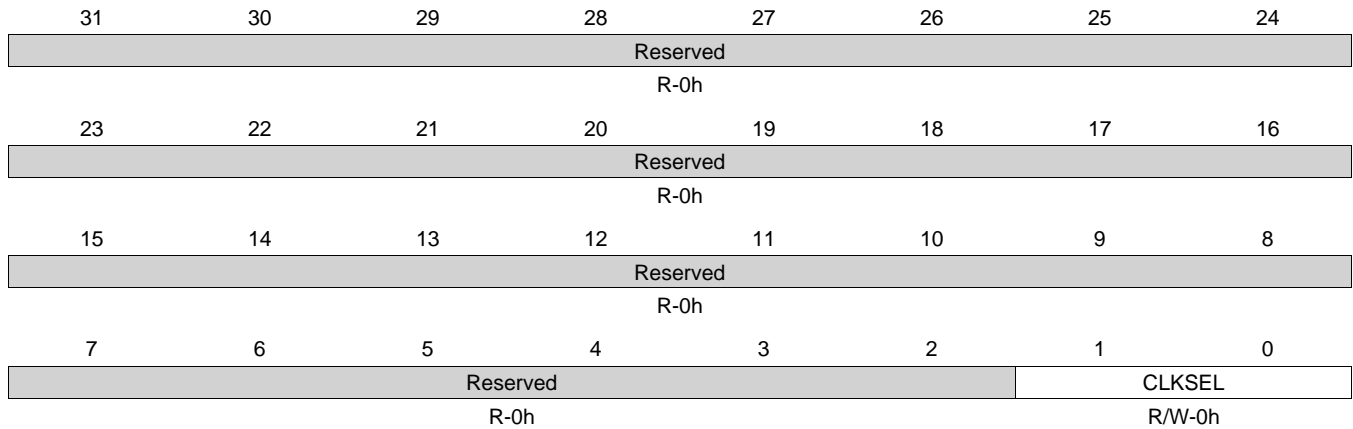 31 30 29 28 27 26 25 24
Reserved
R-0h
23 22 21 20 19 18 17 16
Reserved
R-0h
15 14 13 12 11 10 9 8
Reserved
R-0h
7 6 5 4 3 2 1 0
Reserved CLKSEL
R-0h R/W-0h